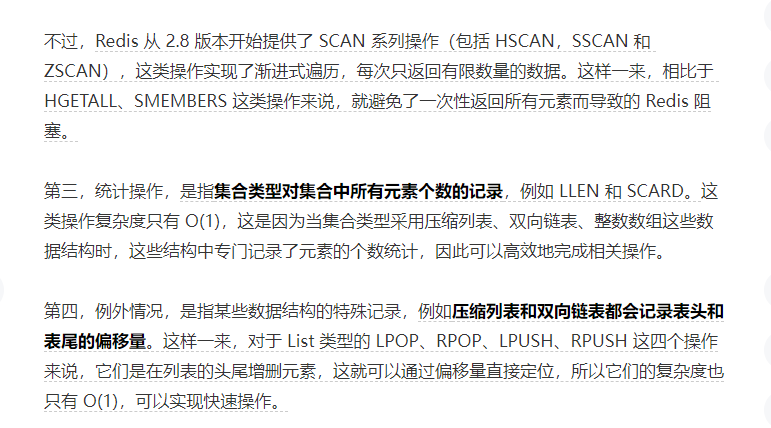 不过，Redis 从 2.8 版本开始提供了 SCAN 系列操作（包括 HSCAN，SSCAN 和
ZSCAN），这类操作实现了渐进式遍历，每次只返回有限数量的数据。这样一来，相比于
HGETALL、SMEMBERS 这类操作来说，就避免了一次性返回所有元素而导致的 Redis 阻
塞。
第三，统计操作，是指集合类型对集合中所有元素个数的记录，例如 LLEN 和 SCARD。这
类操作复杂度只有 O(1)，这是因为当集合类型采用压缩列表、双向链表、整数数组这些数
据结构时，这些结构中专门记录了元素的个数统计，因此可以高效地完成相关操作。
第四，例外情况，是指某些数据结构的特殊记录，例如压缩列表和双向链表都会记录表头和
表尾的偏移量。这样一来，对于 List 类型的 LPOP、RPOP、LPUSH、RPUSH 这四个操作
来说，它们是在列表的头尾增删元素，这就可以通过偏移量直接定位，所以它们的复杂度也
只有 O(1)，可以实现快速操作。